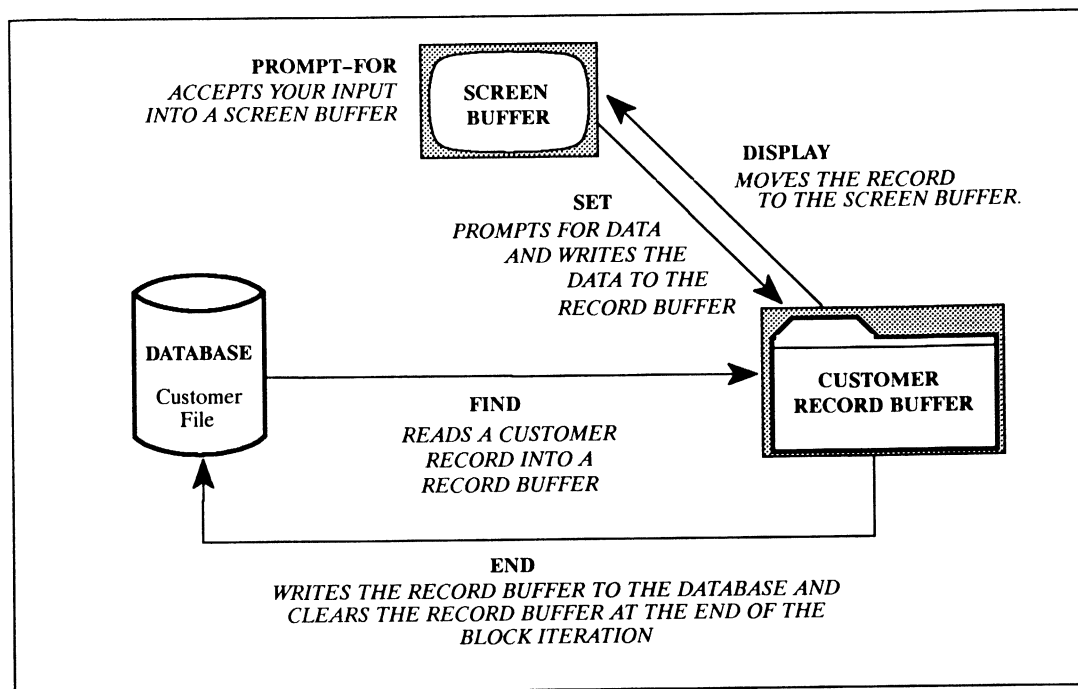 PROMPT–FOR
ACCEPTS YOUR INPUT
INTO A SCREEN BUFFER
SCREEN
BUFFER
DISPLAY
MOVES THE RECORD
TO THE SCREEN BUFFER.
SET
PROMPTS FOR DATA
AND WRITES THE
DATA TO THE
RECORD BUFFER
DATABASE
Customer
File
CUSTOMER
RECORD BUFFER
FIND
READS A CUSTOMER
RECORD INTO A
RECORD BUFFER
END
WRITES THE RECORD BUFFER TO THE DATABASE AND
CLEARS THE RECORD BUFFER AT THE END OF THE
BLOCK ITERATION